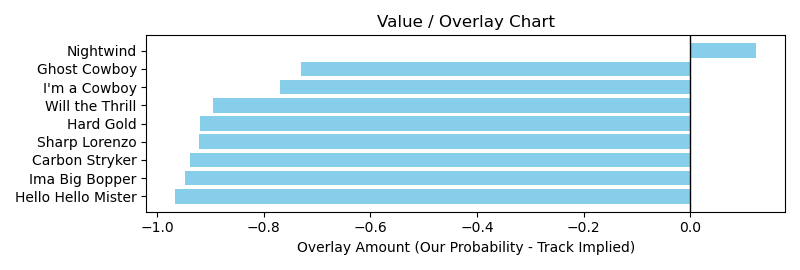 Value / Overlay Chart
Nightwind
Ghost Cowboy
I'm a Cowboy
Will the Thrill
Hard Gold
Sharp Lorenzo
Carbon Stryker
Ima Big Bopper
Hello Hello Mister
−1.0 −0.8 −0.6 −0.4 −0.2 0.0
Overlay Amount (Our Probability - Track Implied)